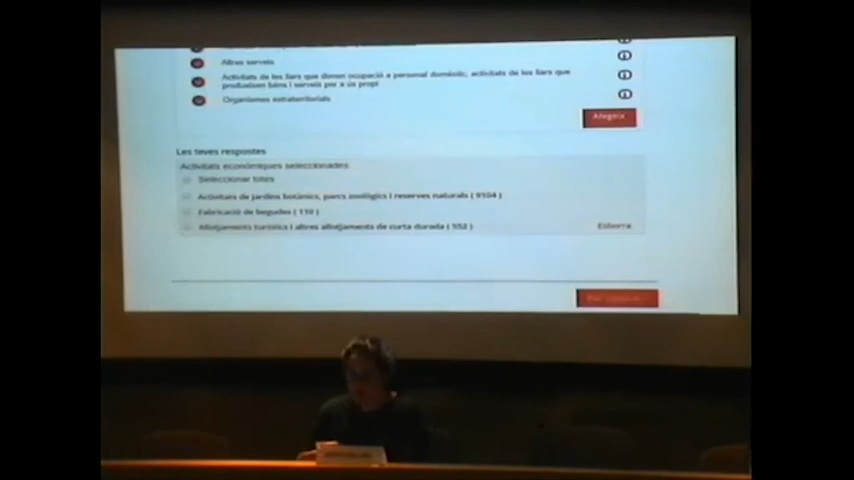 Altres serveis
Activitats de les llars que donen ocupació a personal domèstic; activitats de les llars que
produeixen béns i serveis per a ús propi
Organismes extraterritorials
Afegeix
Les teves respostes
Activitats econòmiques seleccionades
Seleccionar totes
Activitats de jardins botànics, parcs zoològics i reserves naturals ( 9104 )
Fabricació de begudes ( 110 )
Allotjaments turístics i altres allotjaments de curta durada ( 552 )
Esborra